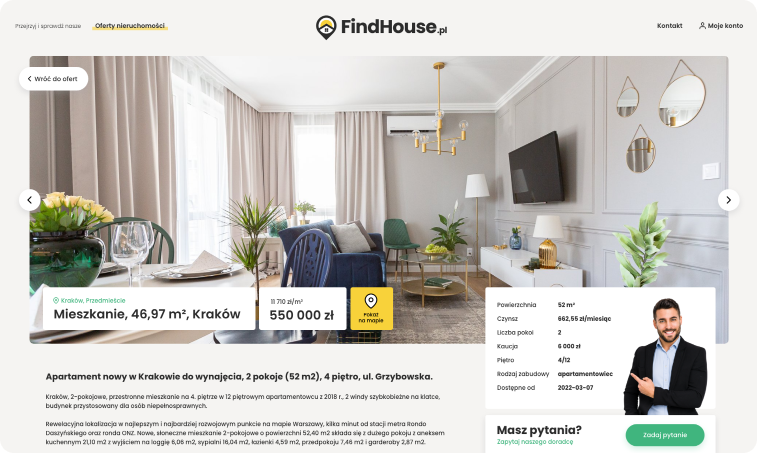 Przejrzyj i sprawdź nasze Oferty nieruchomości
FindHouse.pl
Kontakt
Moje konto
Wróć do ofert
Kraków, Przedmieście
Mieszkanie, 46,97 m², Kraków
11 710 zł/m²
550 000 zł
Pokaż
na mapie
Powierzchnia 52 m²
Czynsz 662,55 zł/miesiąc
Liczba pokoi 2
Kaucja 6 000 zł
Piętro 4/12
Rodzaj zabudowy apartamentowiec
Dostępne od 2022-03-07
Apartament nowy w Krakowie do wynajęcia, 2 pokoje (52 m2), 4 piętro, ul. Grzybowska.
Kraków, 2-pokojowe, przestronne mieszkanie na 4. piętrze w 12 piętrowym apartamentowcu z 2018 r., 2 windy szybkobieżne na klatce,
budynek przystosowany dla osób niepełnosprawnych.
Rewelacyjna lokalizacja w najlepszym i najbardziej rozwojowym punkcie na mapie Warszawy, kilka minut od stacji metra Rondo
Daszyńskiego oraz ronda ONZ. Nowe, słoneczne mieszkanie 2-pokojowe o powierzchni 52,40 m2 składa się z dużego pokoju z aneksem
kuchennym 21,10 m2 z wyjściem na loggię 6,06 m2, sypialni 16,04 m2, łazienki 4,59 m2, przedpokoju 7,46 m2 i garderoby 2,87 m2.
Masz pytania?
Zapytaj naszego doradcę
Zadaj pytanie